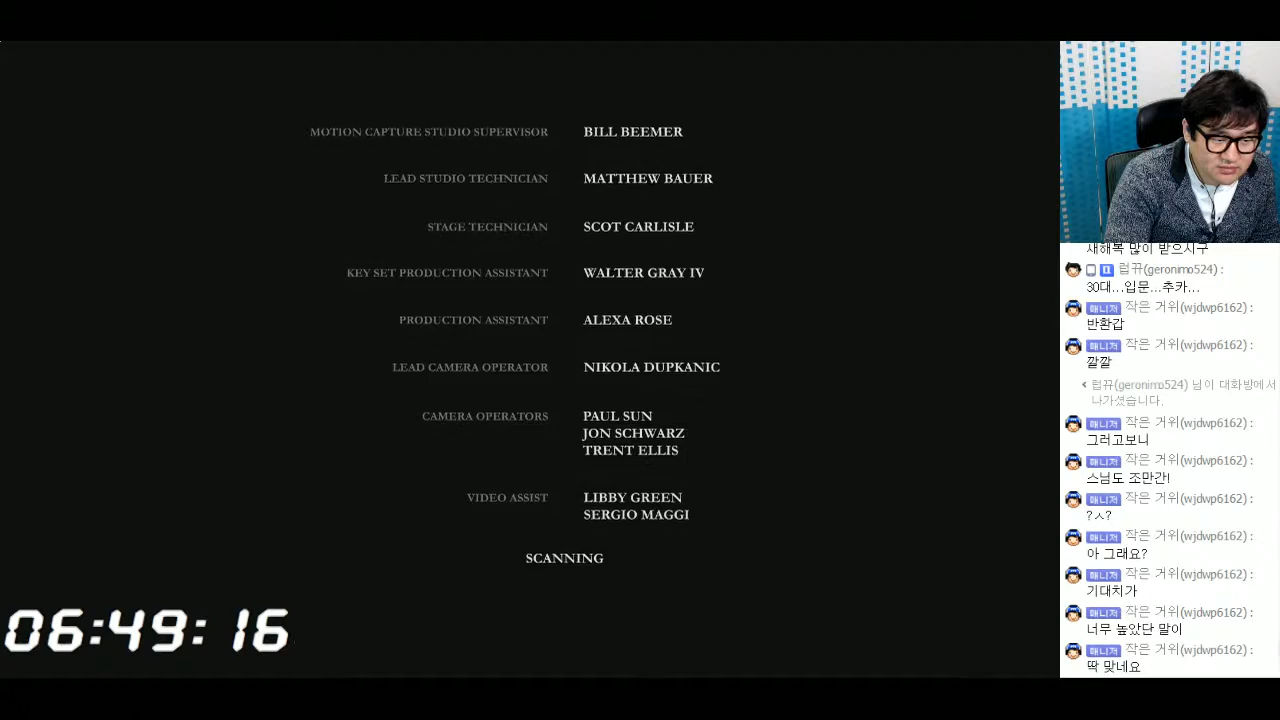 MOTION CAPTURE STUDIO SUPERVISOR BILL BEEMER
LEAD STUDIO TECHNICIAN MATTHEW BAUER
STAGE TECHNICIAN SCOT CARLISLE
KEY SET PRODUCTION ASSISTANT WALTER GRAY IV
PRODUCTION ASSISTANT ALEXA ROSE
LEAD CAMERA OPERATOR NIKOLA DUPKANIC
CAMERA OPERATORS PAUL SUN
JON SCHWARZ
TRENT ELLIS
VIDEO ASSIST LIBBY GREEN
SERGIO MAGGI
SCANNING
06:49:16
새해복 많이 받으시구
럽뀨(geronimo524) :
30대...입문...추카...
매니저 작은 거위(wjdwp6162) :
반환갑
매니저 작은 거위(wjdwp6162) :
깔깔
럽뀨(geronimo524) 님이 대화방에서
나가셨습니다.
매니저 작은 거위(wjdwp6162) :
그러고보니
매니저 작은 거위(wjdwp6162) :
스님도 조만간!
매니저 작은 거위(wjdwp6162) :
?ㅅ?
매니저 작은 거위(wjdwp6162) :
아 그래요?
매니저 작은 거위(wjdwp6162) :
기대치가
매니저 작은 거위(wjdwp6162) :
너무 높았단 말이
매니저 작은 거위(wjdwp6162) :
딱 맞네요